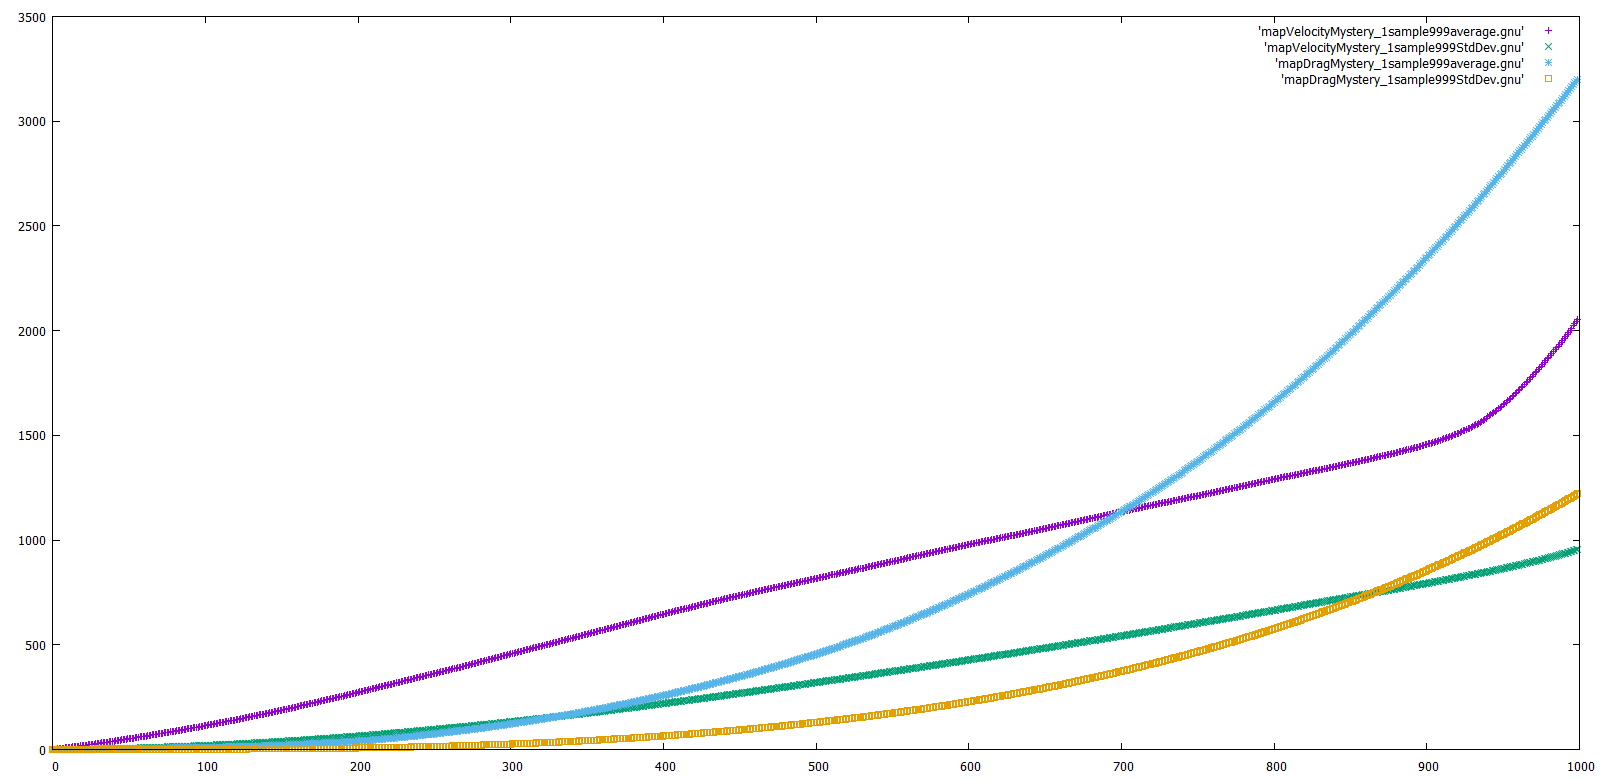 3500
3000
2500
2000
1500
1000
500
0
0 100 200 300 400 500 600 700 800 900 1000
'mapVelocityMystery_1sample999average.gnu'
'mapVelocityMystery_1sample999StdDev.gnu'
'mapDragMystery_1sample999average.gnu'
'mapDragMystery_1sample999StdDev.gnu'